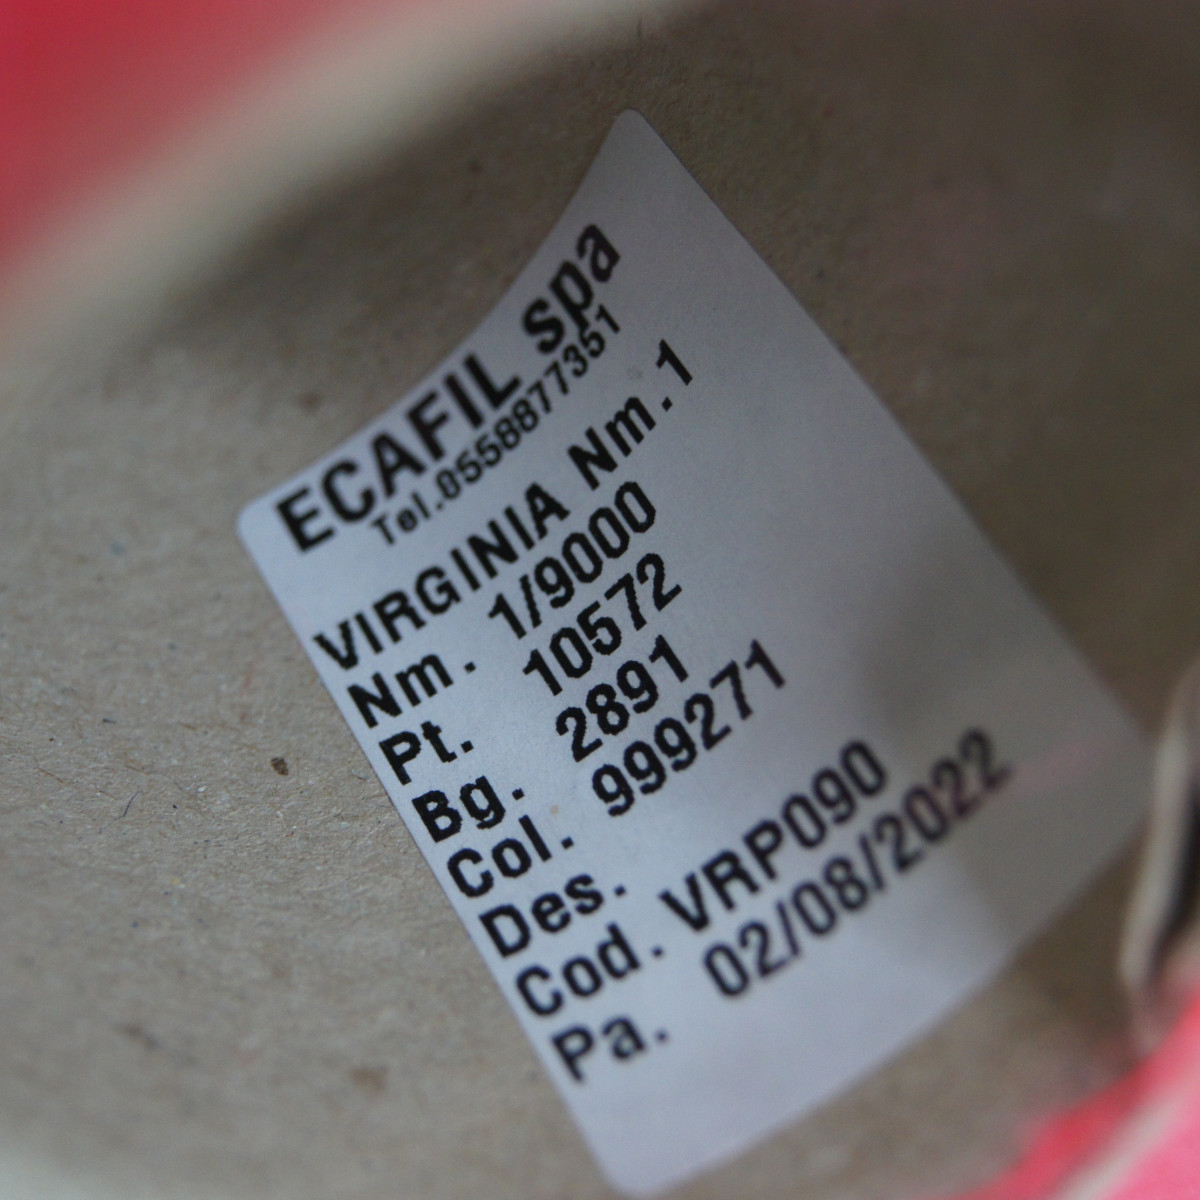 ECAFIL spa
Tel.0558877351
VIRGINIA Nm.1
Nm. 1/9000
Pt. 10572
Bg. 2891
Col. 999271
Des.
Cod. VRP090
Pa. 02/08/2022